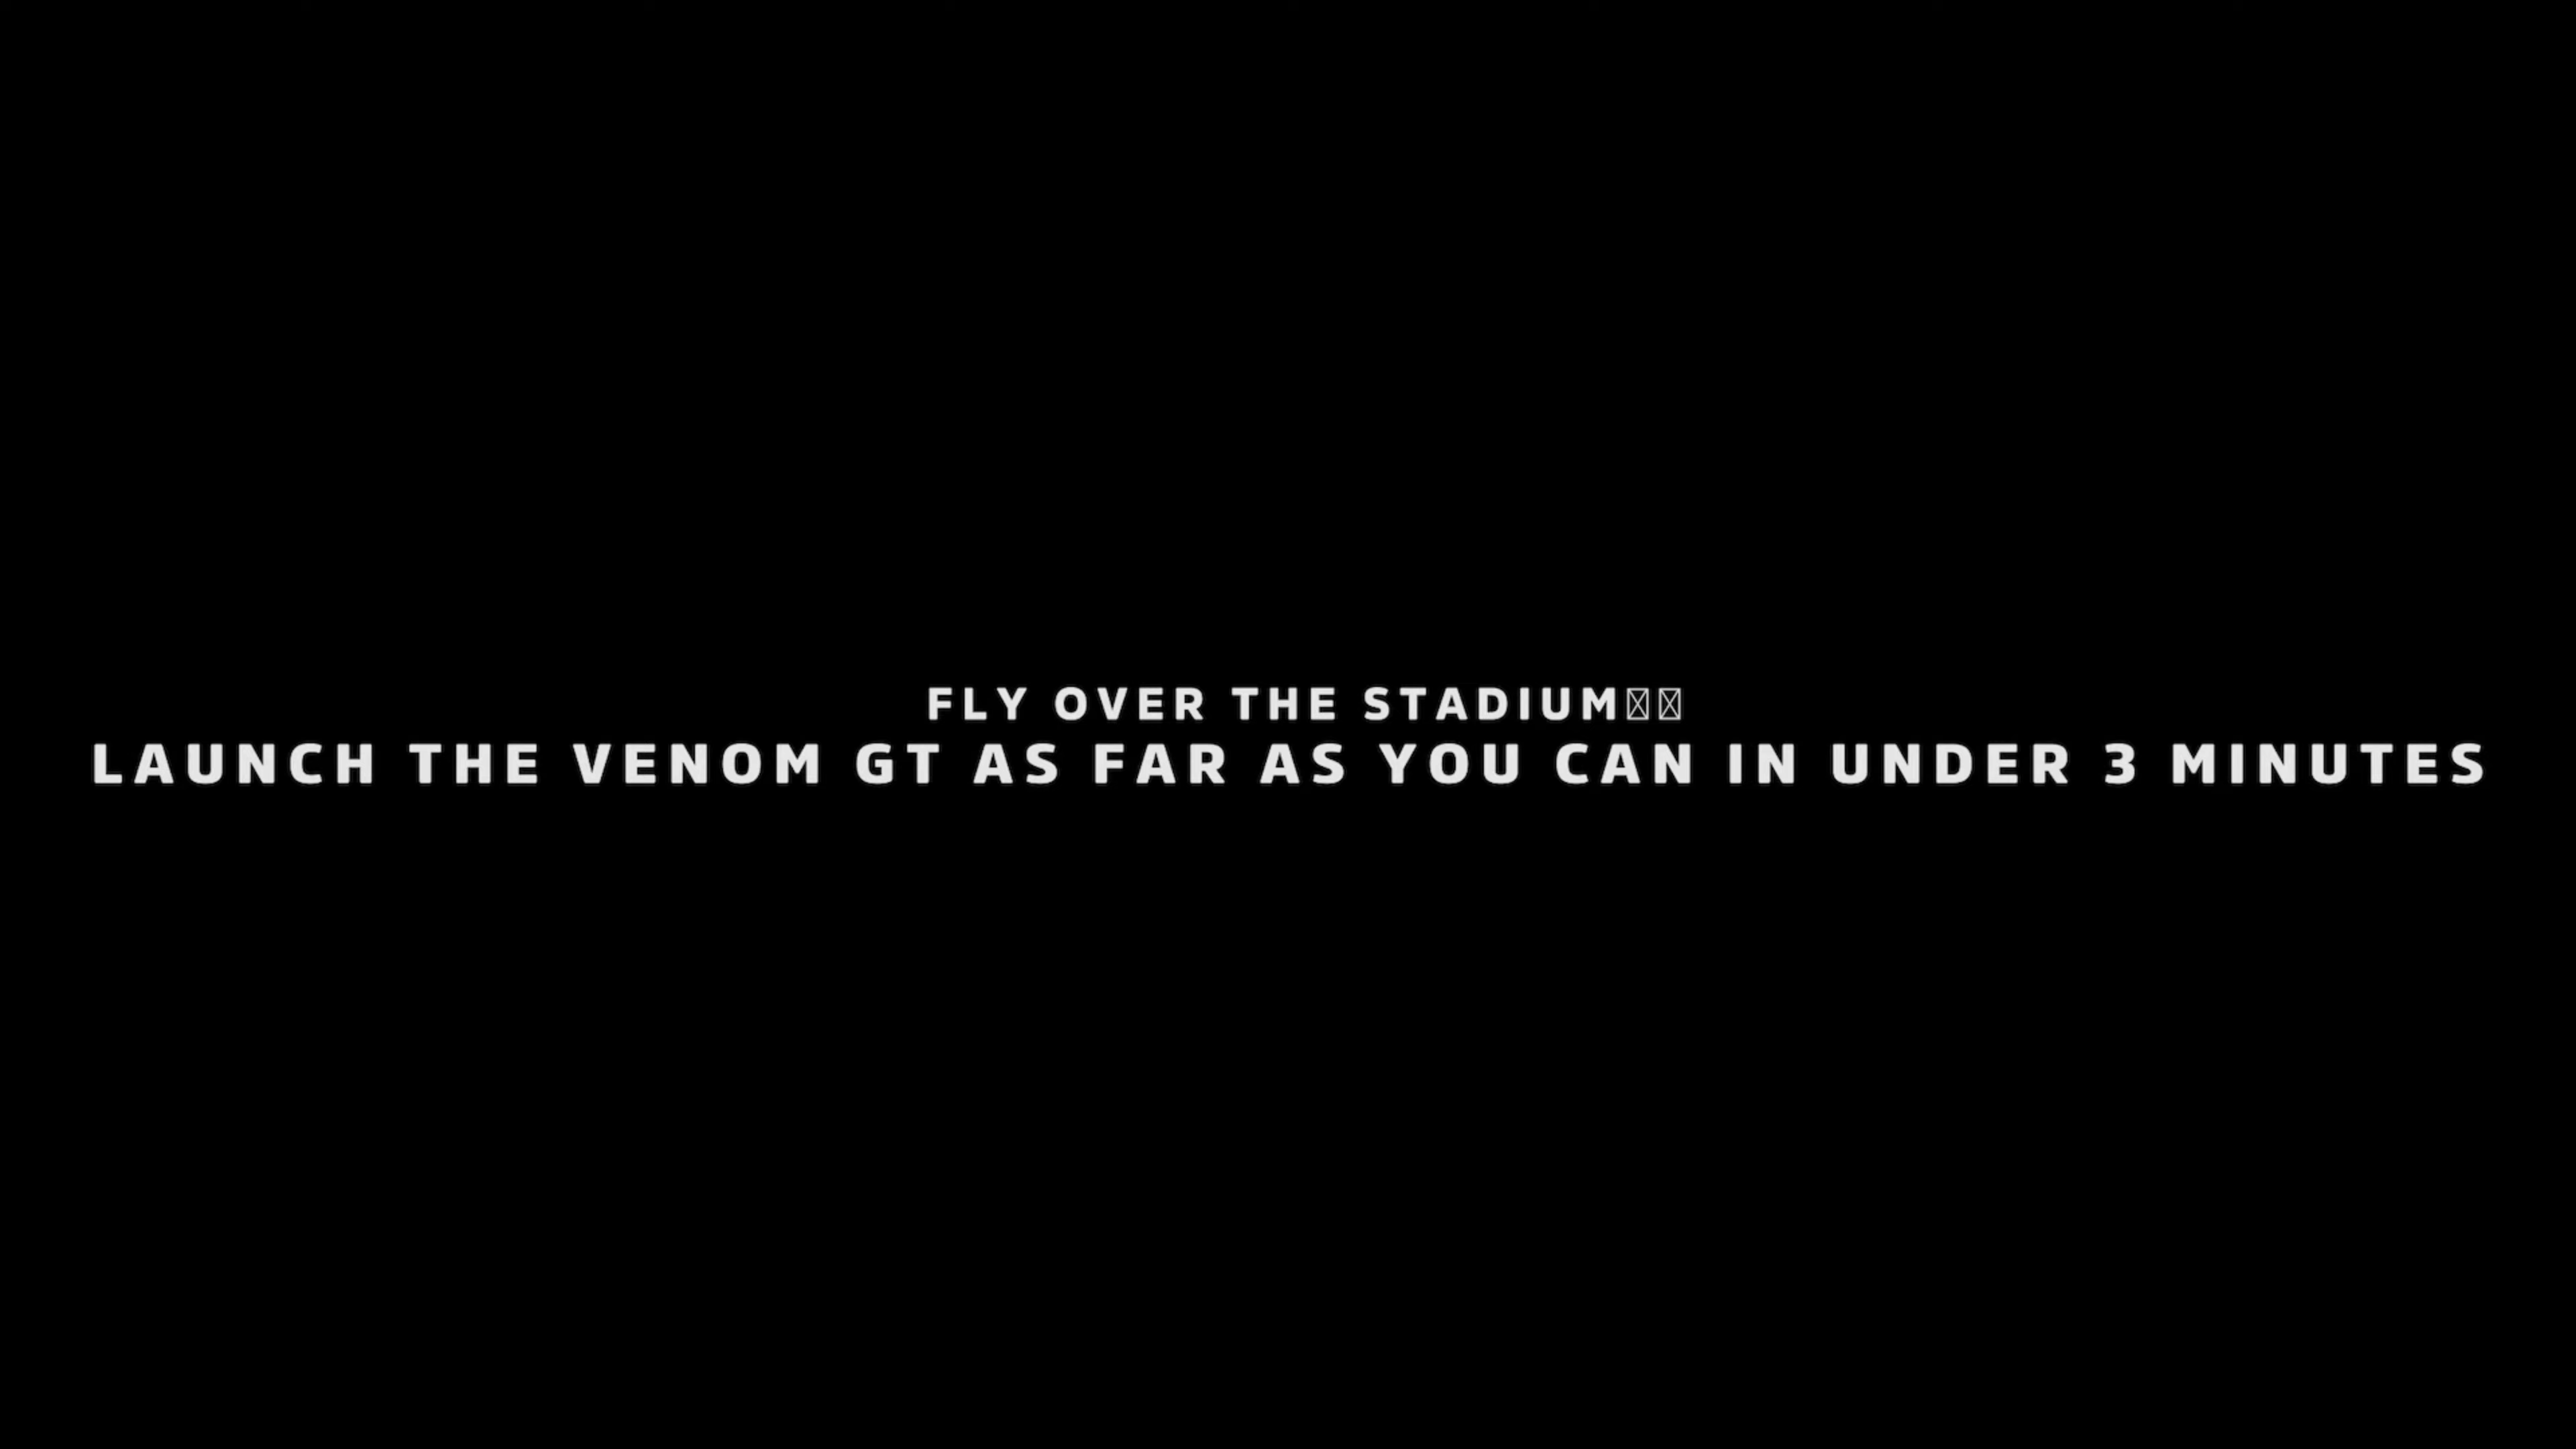 FLY OVER THE STADIUM
LAUNCH THE VENOM GT AS FAR AS YOU CAN IN UNDER 3 MINUTES